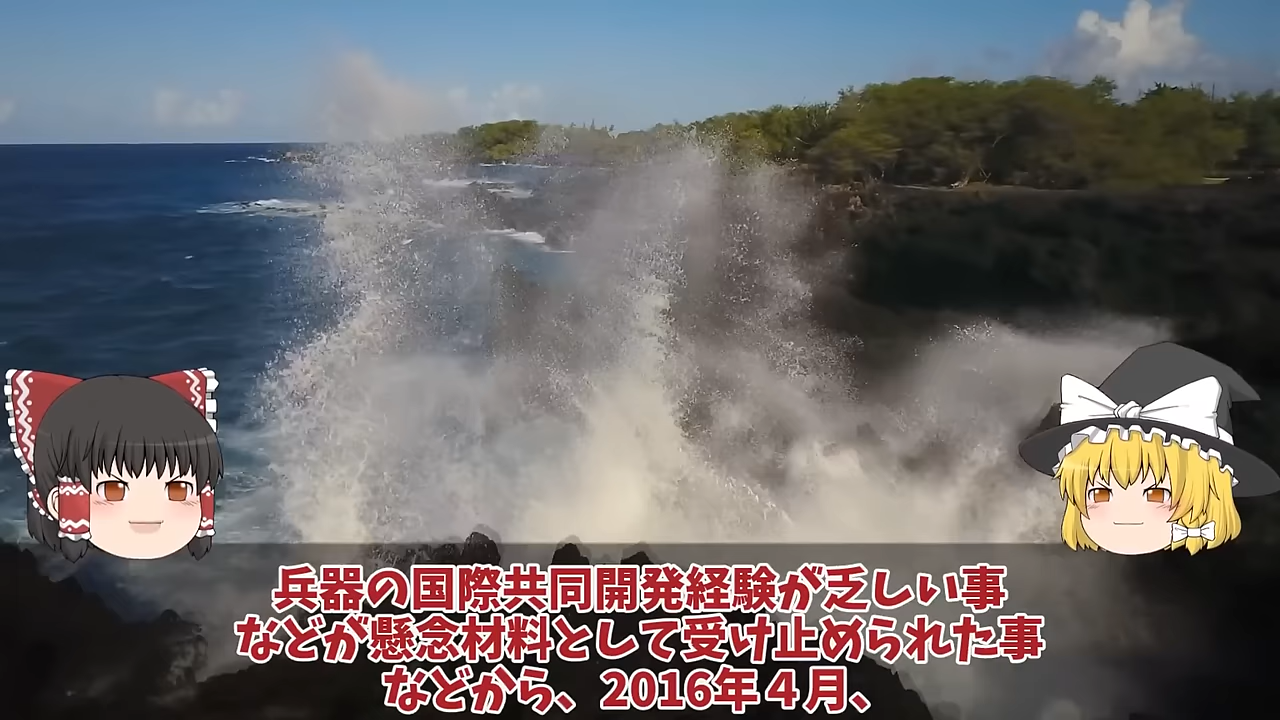 兵器の国際共同開発経験が乏しい事
などが懸念材料として受け止められた事
などから、2016年４月、